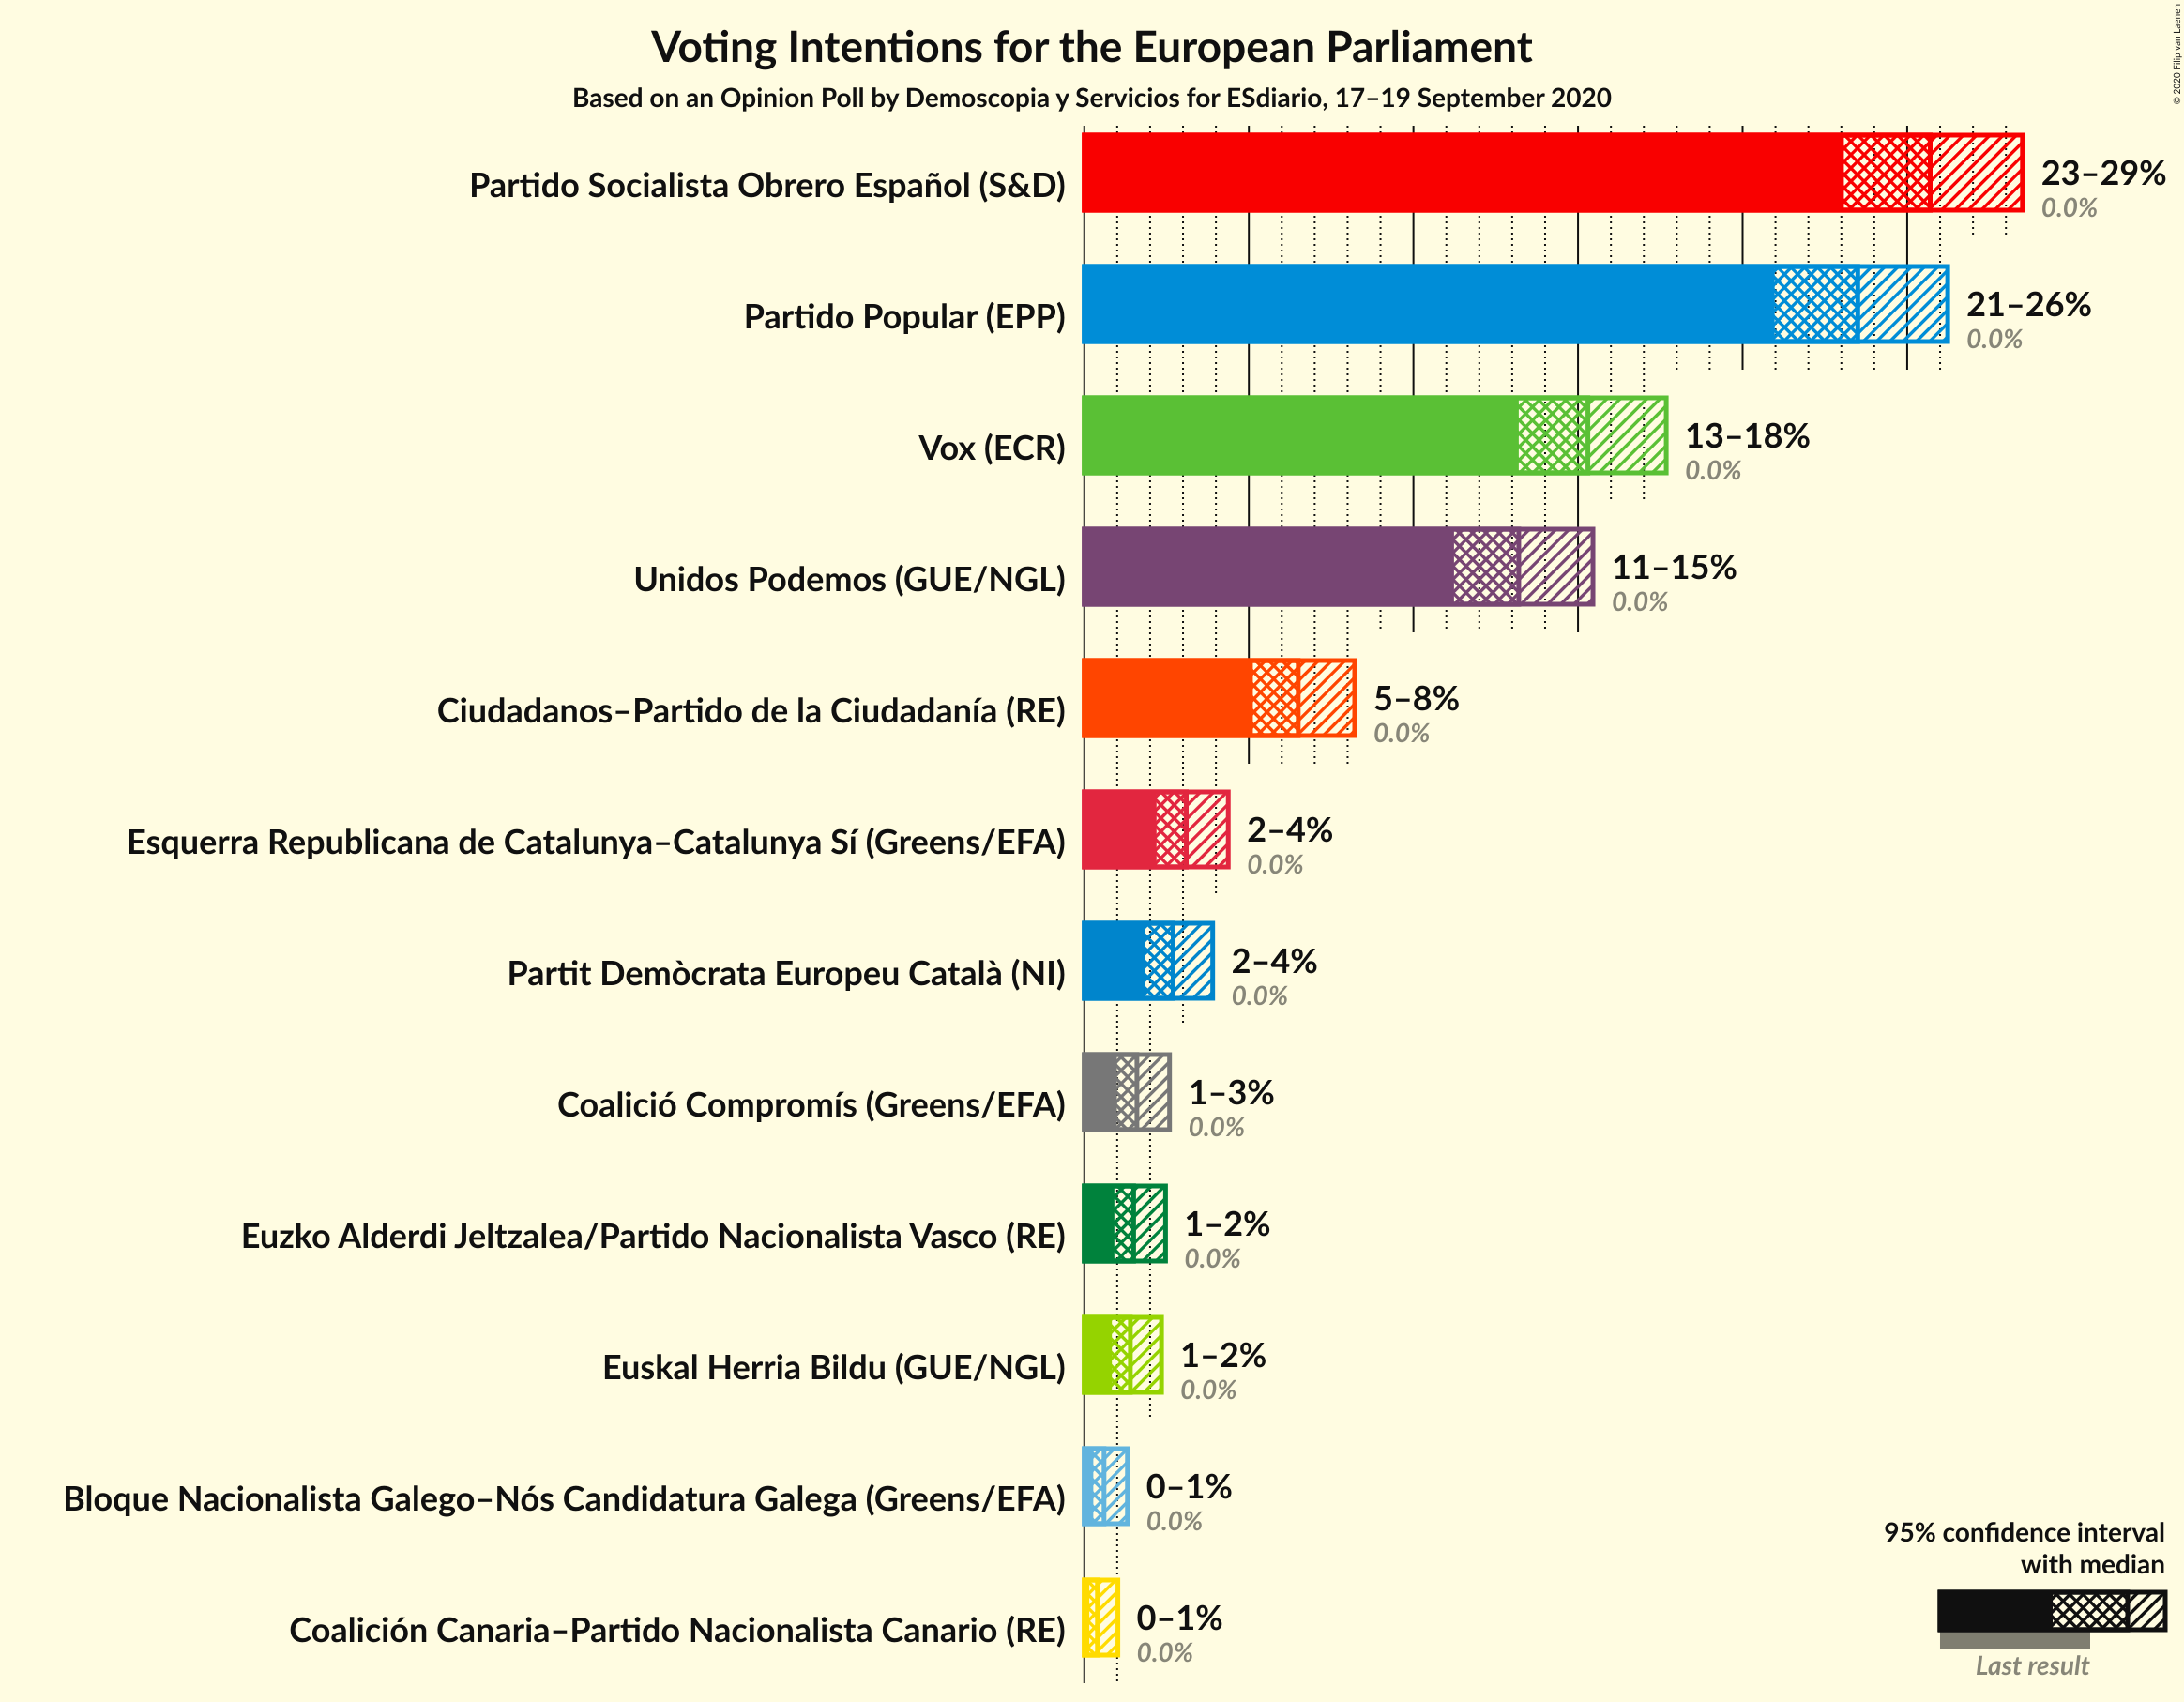 © 2020 Filip van Laenen
Voting Intentions for the European Parliament
Based on an Opinion Poll by Demoscopia y Servicios for ESdiario, 17–19 September 2020
Partido Socialista Obrero Español (S&D)
23–29%
0.0%
Partido Popular (EPP)
21–26%
0.0%
Vox (ECR)
13–18%
0.0%
Unidos Podemos (GUE/NGL)
11–15%
0.0%
Ciudadanos–Partido de la Ciudadanía (RE)
5–8%
0.0%
Esquerra Republicana de Catalunya–Catalunya Sí (Greens/EFA)
2–4%
0.0%
Partit Demòcrata Europeu Català (NI)
2–4%
0.0%
Coalició Compromís (Greens/EFA)
1–3%
0.0%
Euzko Alderdi Jeltzalea/Partido Nacionalista Vasco (RE)
1–2%
0.0%
Euskal Herria Bildu (GUE/NGL)
1–2%
0.0%
Bloque Nacionalista Galego–Nós Candidatura Galega (Greens/EFA)
0–1%
0.0%
Coalición Canaria–Partido Nacionalista Canario (RE)
0–1%
0.0%
95% confidence interval
with median
Last result